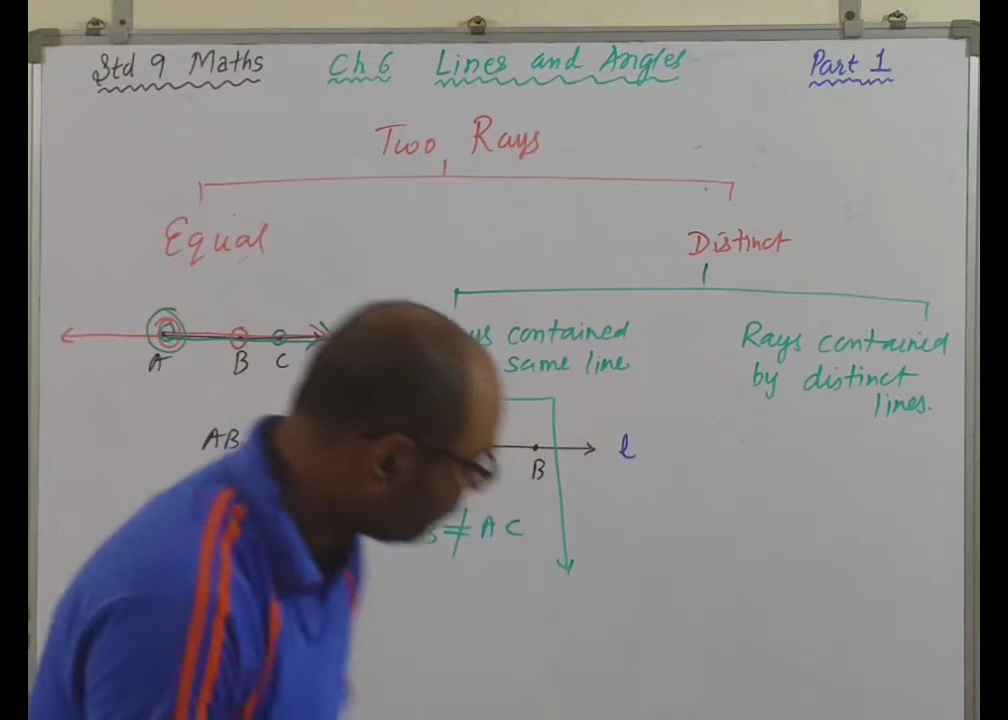 Std 9 Maths Ch 6 Lines and Angles Part 1
Two Rays
Equal Distinct
contained
same line
Rays contained
by distinct
lines.
A B C
AB
B l
≠ AC